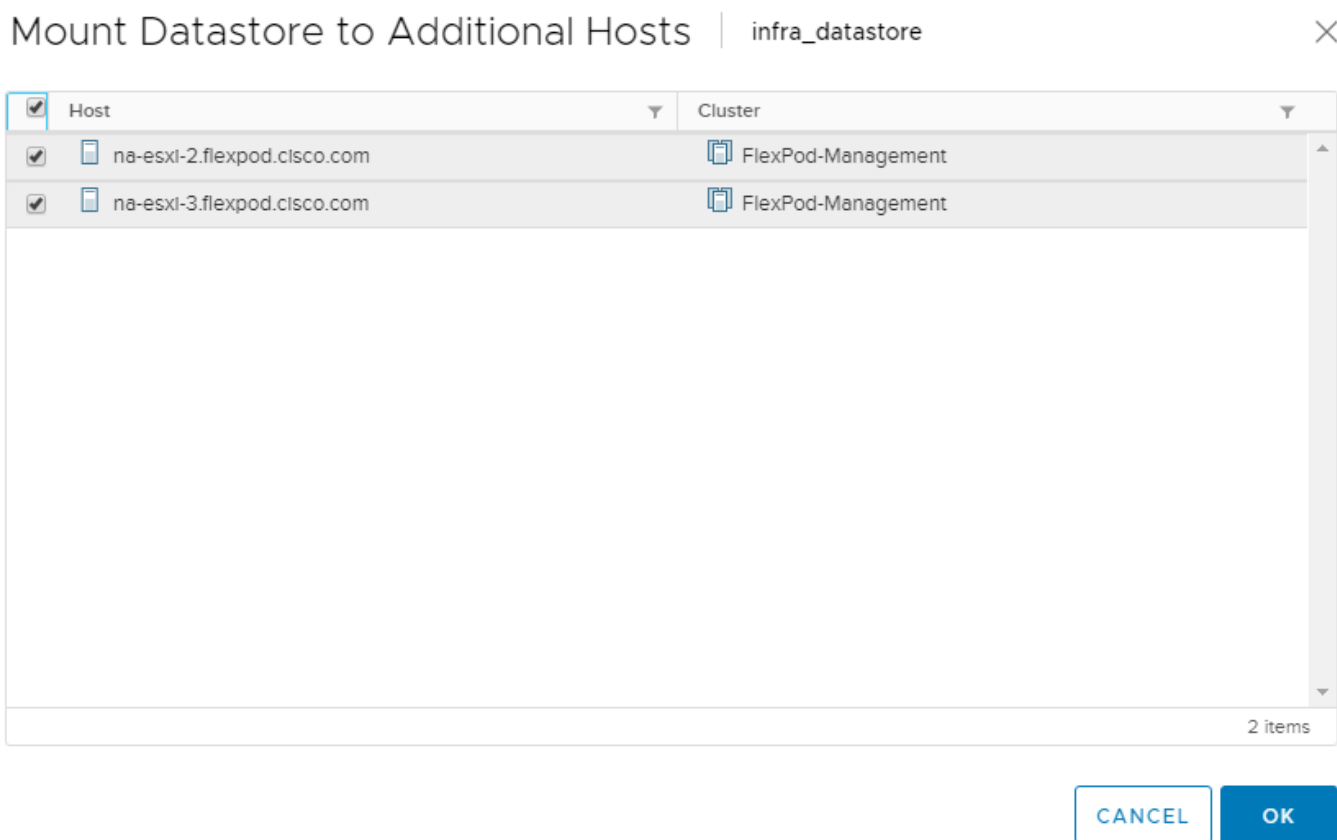 Mount Datastore to Additional Hosts infra_datastore
Host Cluster
na-esxi-2.flexpod.cisco.com FlexPod-Management
na-esxi-3.flexpod.cisco.com FlexPod-Management
2 items
CANCEL OK